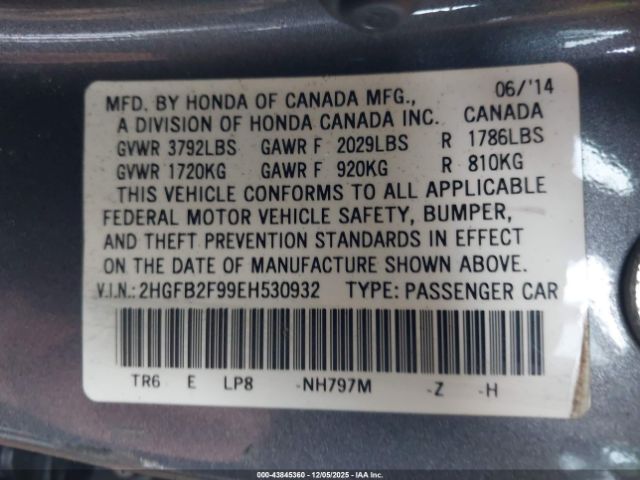 MFD. BY HONDA OF CANADA MFG., 06/'14
A DIVISION OF HONDA CANADA INC. CANADA
GVWR 3792LBS GAWR F 2029LBS R 1786LBS
GVWR 1720KG GAWR F 920KG R 810KG
THIS VEHICLE CONFORMS TO ALL APPLICABLE
FEDERAL MOTOR VEHICLE SAFETY, BUMPER,
AND THEFT PREVENTION STANDARDS IN EFFECT
ON THE DATE OF MANUFACTURE SHOWN ABOVE.
V.I.N.: 2HGFB2F99EH530932 TYPE: PASSENGER CAR
TR6 E LP8 -NH797M -Z -H
000-43845360 - 12/05/2025 - IAA Inc.